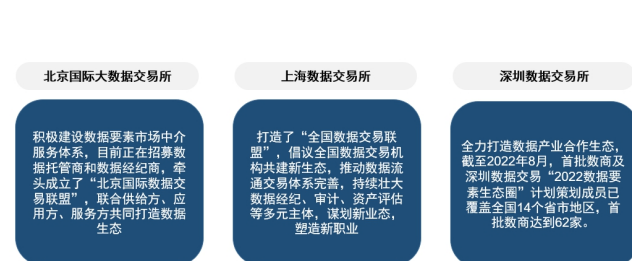 北京国际大数据交易所
积极建设数据要素市场中介
服务体系，目前正在招募数
据托管商和数据经纪商，牵
头成立了“北京国际数据交
易联盟”，联合供给方、应
用方、服务方共同打造数据
生态
上海数据交易所
打造了“全国数据交易联
盟”，倡议全国数据交易机
构共建新生态，推动数据流
通交易体系完善，持续壮大
数据经纪、审计、资产评估
等多元主体，谋划新业态，
塑造新职业
深圳数据交易所
全力打造数据产业合作生态，
截至2022年8月，首批数商及
深圳数据交易“2022数据要
素生态圈”计划策划成员已
覆盖全国14个省市地区，首
批数商达到62家。